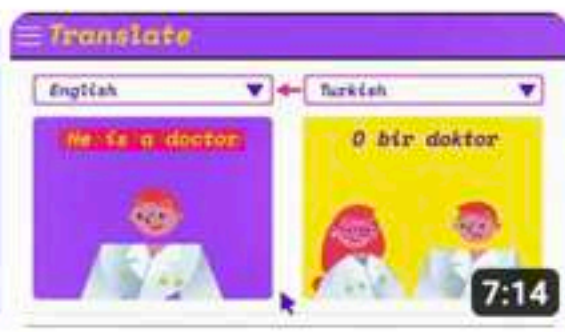 Translate
English
Turkish
He is a doctor
O bir doktor
7:14